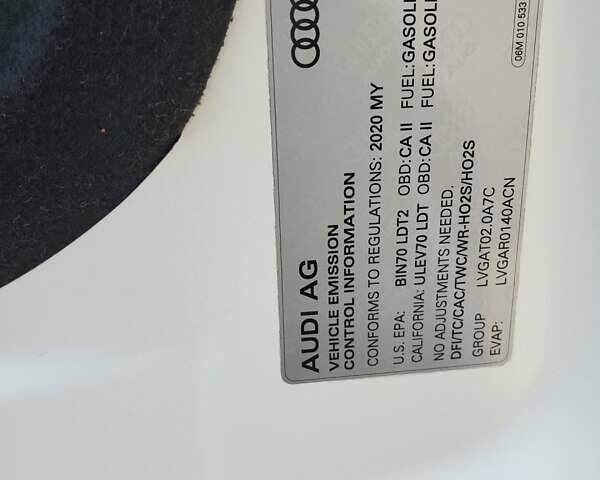 AUDI AG
VEHICLE EMISSION
CONTROL INFORMATION
CONFORMS TO REGULATIONS: 2020 MY
U.S. EPA: BIN70 LDT2 OBD: CA II FUEL: GASOLI
CALIFORNIA: ULEV70 LDT OBD: CA II FUEL: GASOLI
NO ADJUSTMENTS NEEDED.
DFI/TC/CAC/TWC/WR-HO2S/HO2S
GROUP LVGAT02.0A7C
EVAP: LVGAR0140ACN
06M 010 533